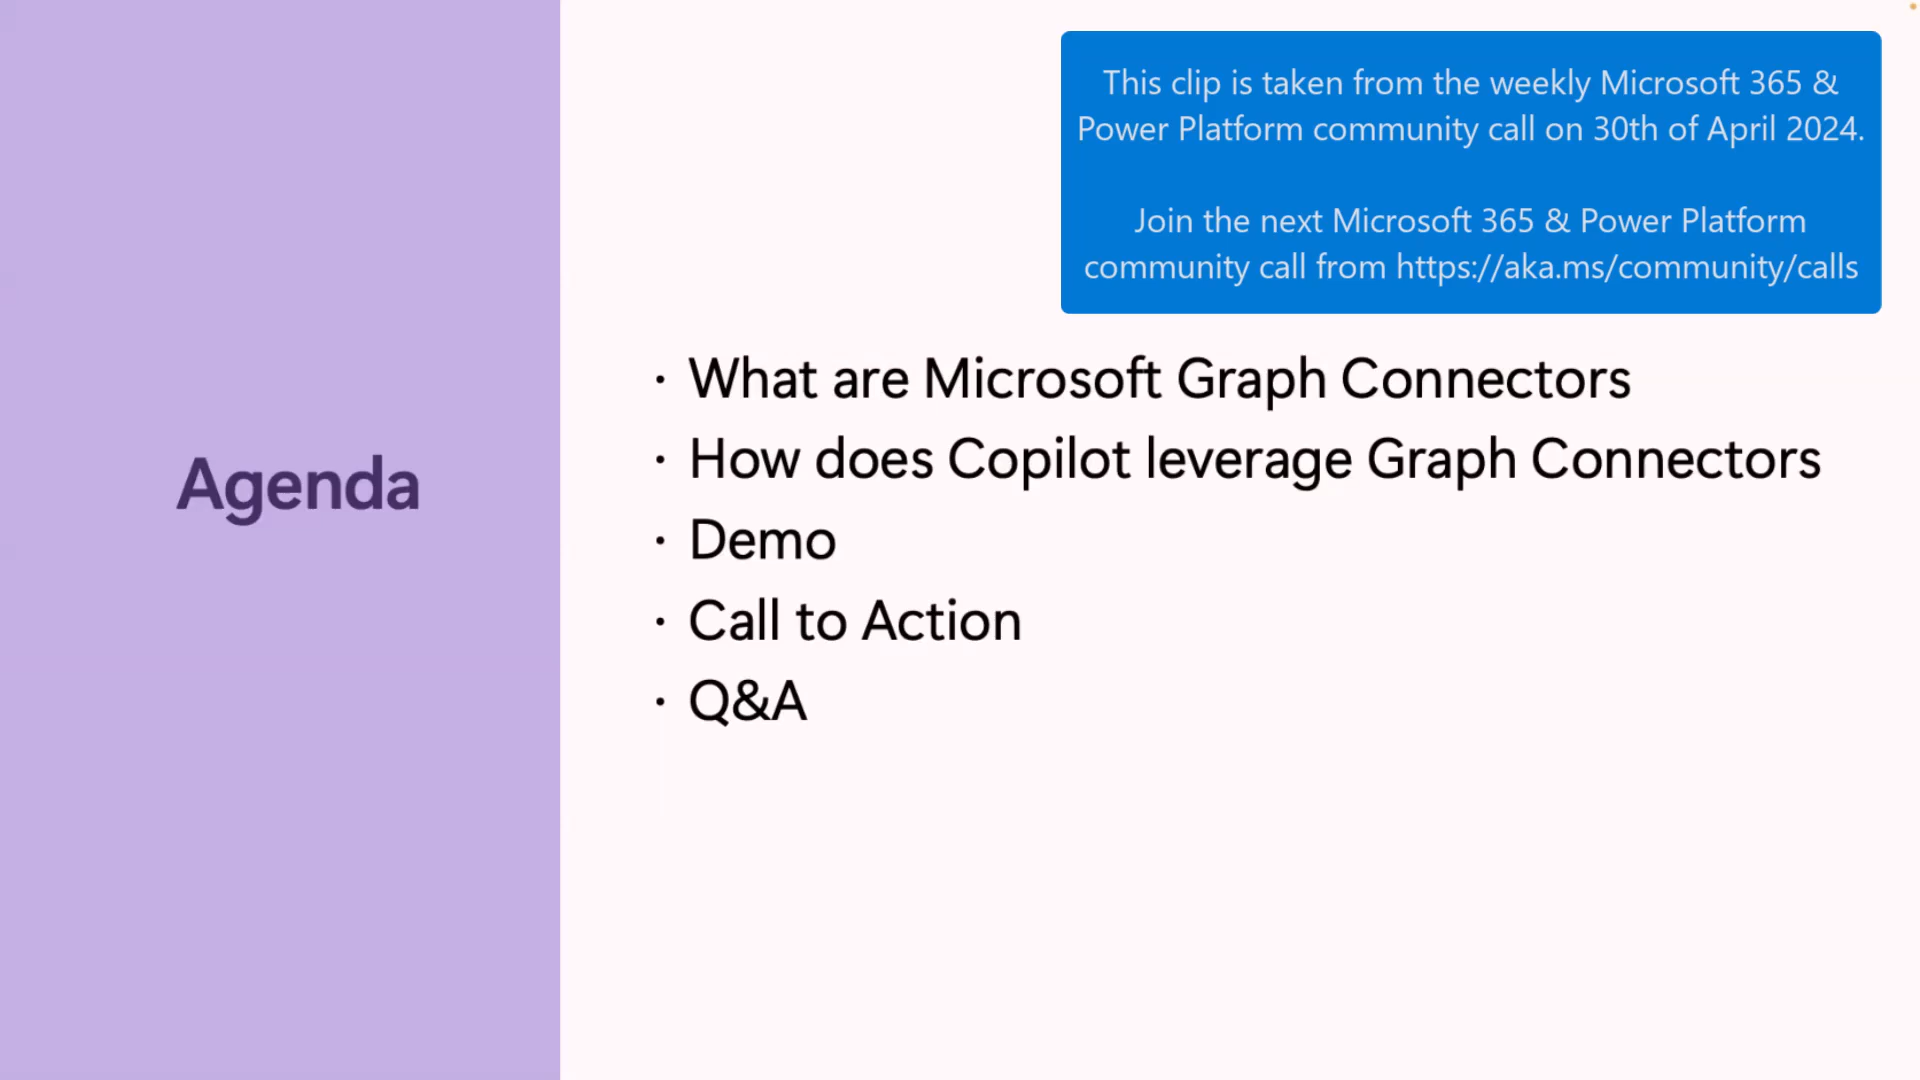 This clip is taken from the weekly Microsoft 365 &
Power Platform community call on 30th of April 2024.
Join the next Microsoft 365 & Power Platform
community call from https://aka.ms/community/calls
Agenda
· What are Microsoft Graph Connectors
· How does Copilot leverage Graph Connectors
· Demo
· Call to Action
· Q&A